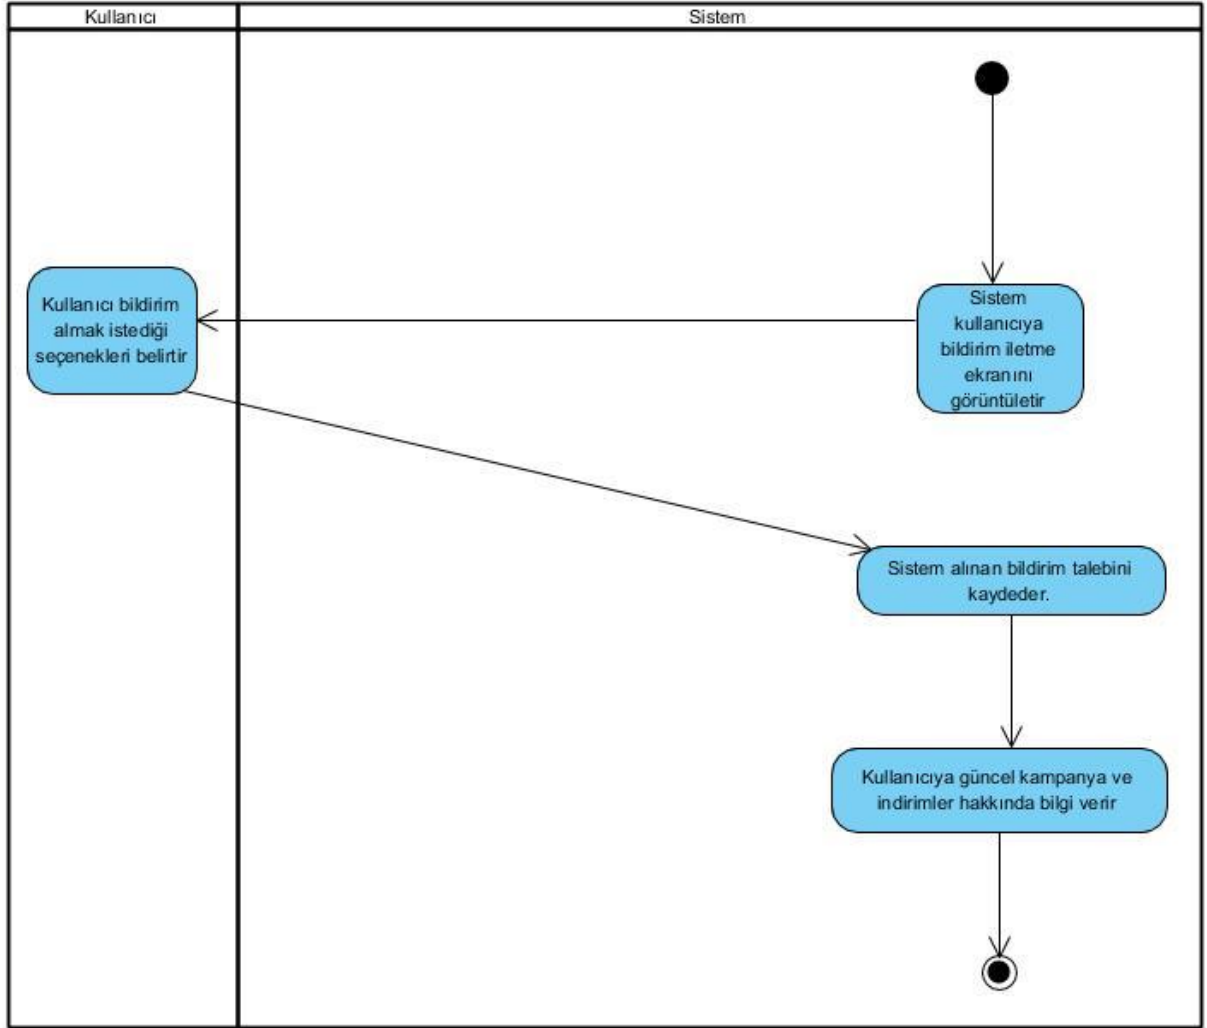 Kullanıcı
Sistem
Sistem
kullanıcıya
bildirim iletme
ekranını
görüntületir
Kullanıcı bildirim
almak istediği
seçenekleri belirtir
Sistem alınan bildirim talebini
kaydeder.
Kullanıcıya güncel kampanya ve
indirimler hakkında bilgi verir